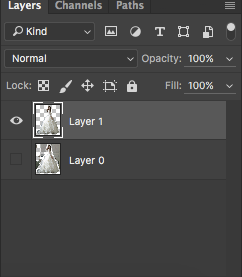 Layers Channels Paths
Kind T
Normal Opacity: 100%
Lock: Fill: 100%
Layer 1
Layer 0